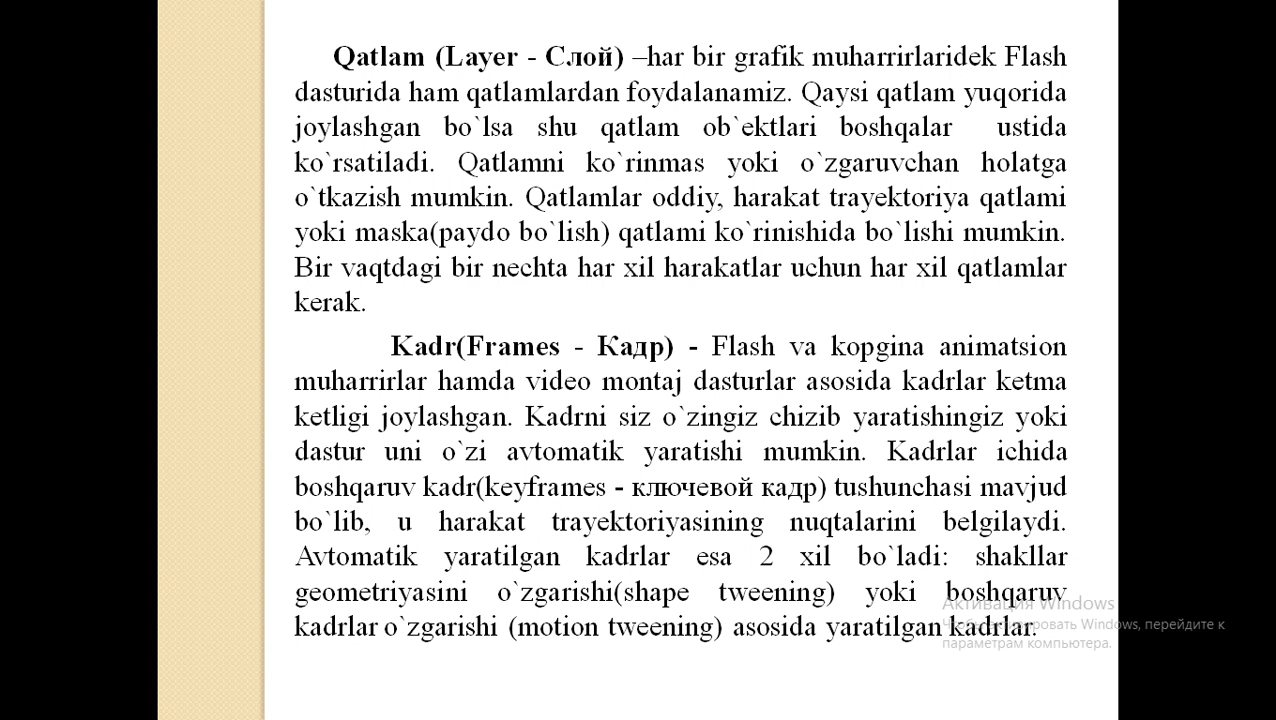 Qatlam (Layer - Слой) –har bir grafik muharrirlaridek Flash
dasturida ham qatlamlardan foydalanamiz. Qaysi qatlam yuqorida
joylashgan bo`lsa shu qatlam ob`ektlari boshqalar ustida
ko`rsatiladi. Qatlamni ko`rinmas yoki o`zgaruvchan holatga
o`tkazish mumkin. Qatlamlar oddiy, harakat trayektoriya qatlami
yoki maska(paydo bo`lish) qatlami ko`rinishida bo`lishi mumkin.
Bir vaqtdagi bir nechta har xil harakatlar uchun har xil qatlamlar
kerak.
Kadr(Frames - Кадр) - Flash va kopgina animatsion
muharrirlar hamda video montaj dasturlar asosida kadrlar ketma
ketligi joylashgan. Kadrni siz o`zingiz chizib yaratishingiz yoki
dastur uni o`zi avtomatik yaratishi mumkin. Kadrlar ichida
boshqaruv kadr(keyframes - ключевой кадр) tushunchasi mavjud
bo`lib, u harakat trayektoriyasining nuqtalarini belgilaydi.
Avtomatik yaratilgan kadrlar esa 2 xil bo`ladi: shakllar
geometriyasini o`zgarishi(shape tweening) yoki boshqaruv
kadrlar o`zgarishi (motion tweening) asosida yaratilgan kadrlar.
Активация Windows
Чтобы активировать Windows, перейдите к
параметрам компьютера.